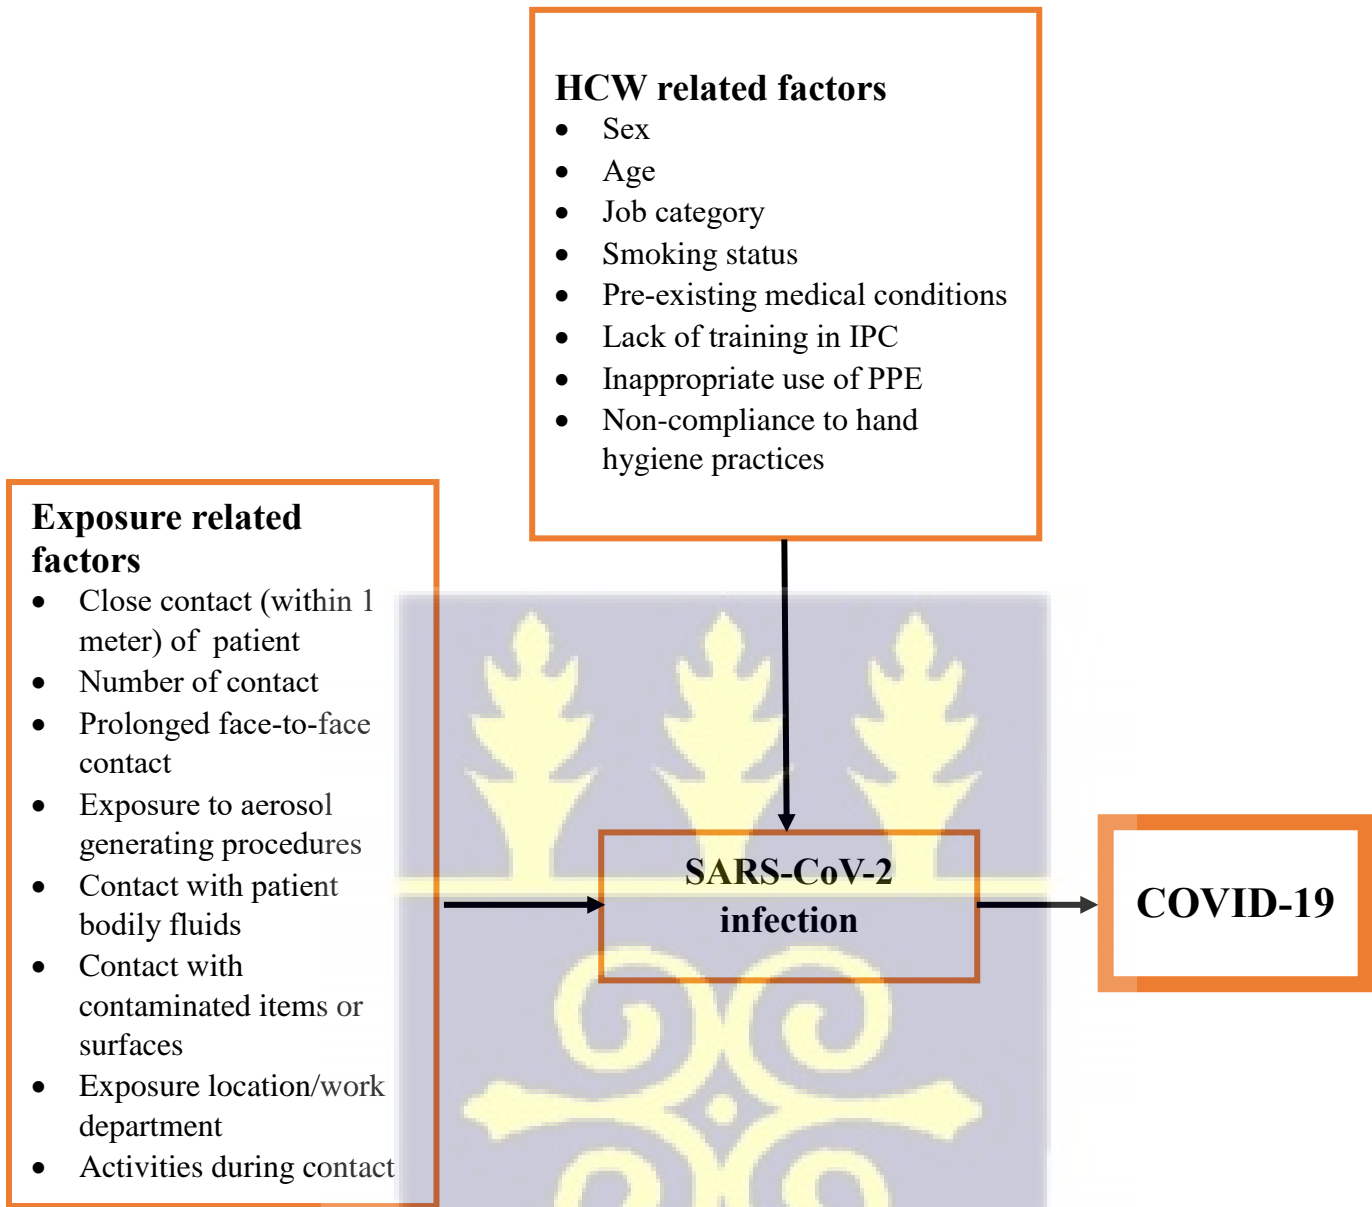 HCW related factors
• Sex
• Age
• Job category
• Smoking status
• Pre-existing medical conditions
• Lack of training in IPC
• Inappropriate use of PPE
• Non-compliance to hand
hygiene practices
Exposure related
factors
• Close contact (within 1
meter) of patient
• Number of contact
• Prolonged face-to-face
contact
• Exposure to aerosol
generating procedures
• Contact with patient
bodily fluids
• Contact with
contaminated items or
surfaces
• Exposure location/work
department
• Activities during contact
SARS-CoV-2
infection
COVID-19